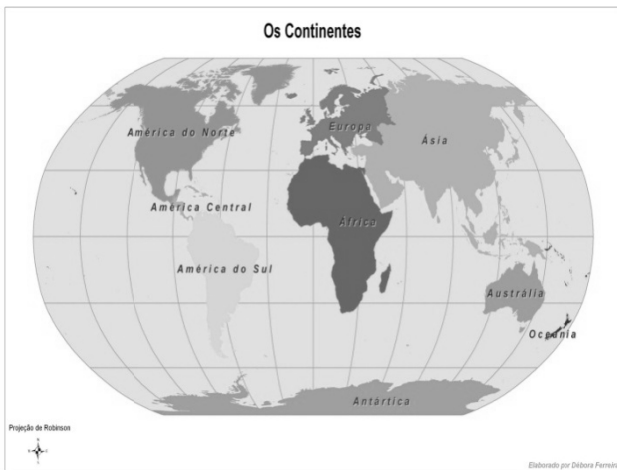 Os Continentes
América do Norte
Europa
Ásia
América Central
África
América do Sul
Austrália
Oceania
Antártica
Projeção de Robinson
Elaborado por Débora Ferreira